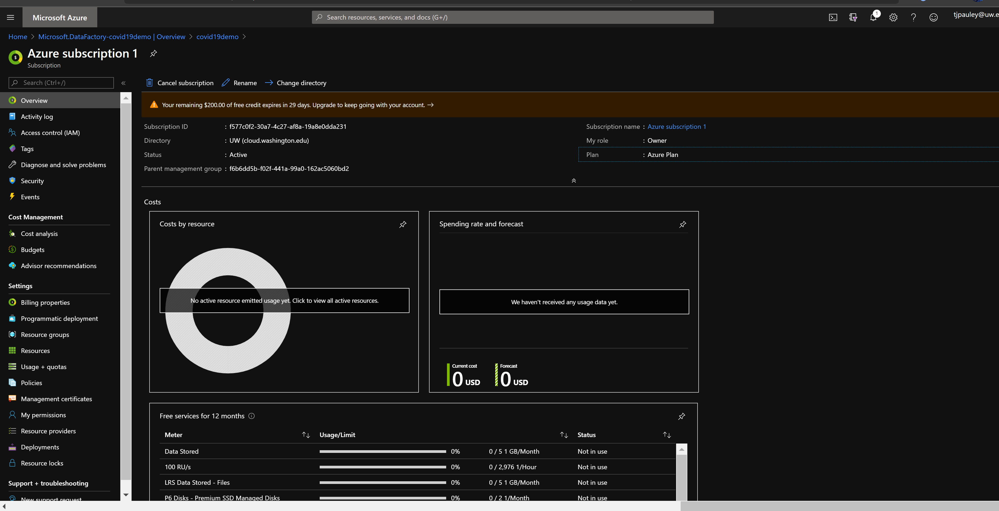 Microsoft Azure
Search resources, services, and docs (G+/)
1
tjpauley@uw.e
Home > Microsoft.DataFactory-covid19demo | Overview > covid19demo >
Azure subscription 1
Subscription
Search (Ctrl+/)
«
Cancel subscription
Rename
Change directory
Overview
Activity log
Access control (IAM)
Tags
Diagnose and solve problems
Security
Events
Cost Management
Cost analysis
Budgets
Advisor recommendations
Settings
Billing properties
Programmatic deployment
Resource groups
Resources
Usage + quotas
Policies
Management certificates
My permissions
Resource providers
Deployments
Resource locks
Support + troubleshooting
New support request
Your remaining $200.00 of free credit expires in 29 days. Upgrade to keep going with your account. →
Subscription ID : f577c0f2-30a7-4c27-af8a-19a8e0dda231
Directory : UW (cloud.washington.edu)
Status : Active
Parent management group : f6b6dd5b-f02f-441a-99a0-162ac5060bd2
Subscription name : Azure subscription 1
My role : Owner
Plan : Azure Plan
Costs
Costs by resource
No active resource emitted usage yet. Click to view all active resources.
Spending rate and forecast
We haven't received any usage data yet.
Current cost
0 USD
Forecast
0 USD
Free services for 12 months
Meter Usage/Limit Status
Data Stored 0% 0 / 5 1 GB/Month Not in use
100 RU/s 0% 0 / 2,976 1/Hour Not in use
LRS Data Stored - Files 0% 0 / 5 1 GB/Month Not in use
P6 Disks - Premium SSD Managed Disks 0% 0 / 2 1/Month Not in use